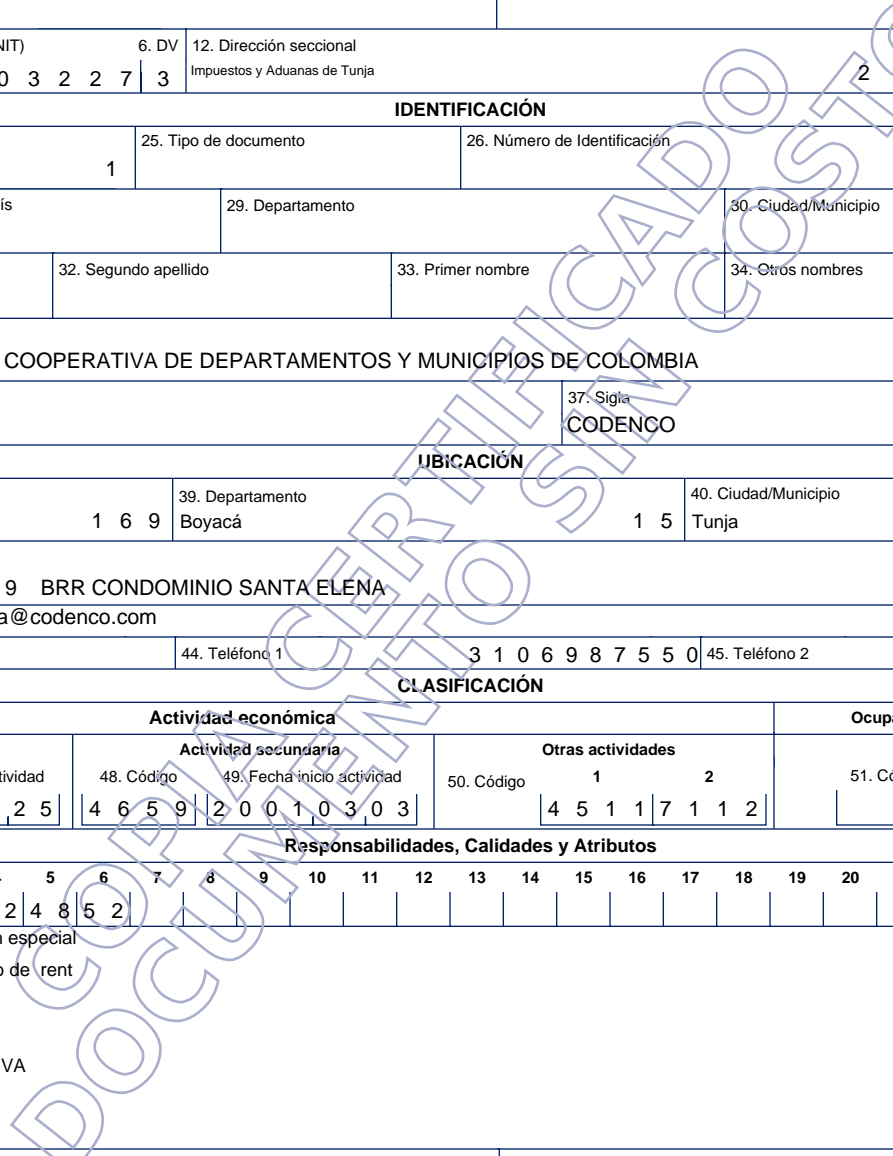 NIT) 6. DV 12. Dirección seccional
0 3 2 2 7 3 Impuestos y Aduanas de Tunja 2
IDENTIFICACIÓN
25. Tipo de documento 26. Número de Identificación
1
ís 29. Departamento 30. Ciudad/Municipio
32. Segundo apellido 33. Primer nombre 34. Otros nombres
COOPERATIVA DE DEPARTAMENTOS Y MUNICIPIOS DE COLOMBIA
37. Sigla
CODENCO
UBICACIÓN
39. Departamento 40. Ciudad/Municipio
1 6 9 Boyacá 1 5 Tunja
9 BRR CONDOMINIO SANTA ELENA
a@codenco.com
44. Teléfono 1 3 1 0 6 9 8 7 5 5 0 45. Teléfono 2
CLASIFICACIÓN
Actividad económica Ocupa
Actividad secundaria Otras actividades
tividad 48. Código 49. Fecha inicio actividad 50. Código 1 2 51. Có
2 5 4 6 5 9 2 0 0 1 0 3 0 3 4 5 1 1 7 1 1 2
Responsabilidades, Calidades y Atributos
5 6 7 8 9 10 11 12 13 14 15 16 17 18 19 20
2 4 8 5 2
n especial
o de rent
VA
COPIA CERTIFICADO
DOCUMENTO SIN COSTO